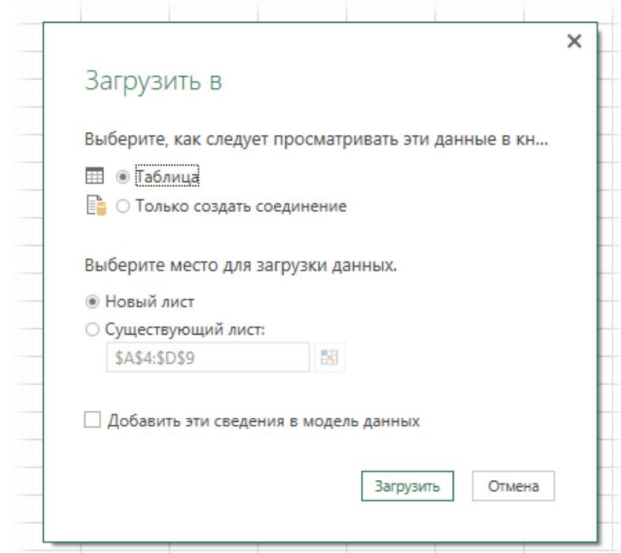 Загрузить в
Выберите, как следует просматривать эти данные в кн...
Таблица
Только создать соединение
Выберите место для загрузки данных.
Новый лист
Существующий лист:
$A$4:$D$9
Добавить эти сведения в модель данных
Загрузить
Отмена